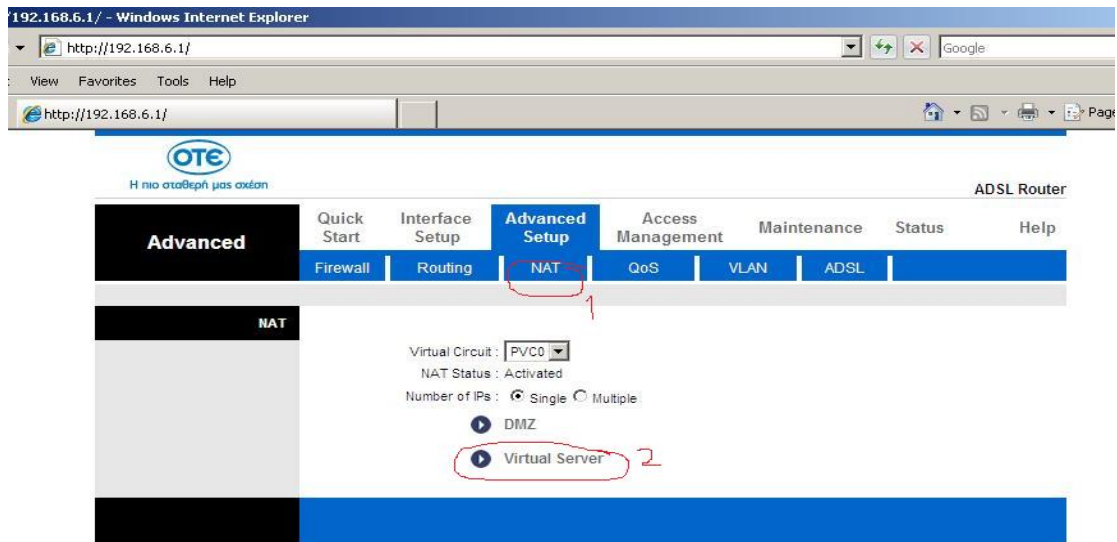 /192.168.6.1/ - Windows Internet Explorer
http://192.168.6.1/
Google
View Favorites Tools Help
http://192.168.6.1/
Page
ΟΤΕ
Η πιο σταθερή μας σχέση
ADSL Router
Advanced
Quick Start
Interface Setup
Advanced Setup
Access Management
Maintenance
Status
Help
Firewall
Routing
NAT
QoS
VLAN
ADSL
1
NAT
Virtual Circuit : PVC0
NAT Status : Activated
Number of IPs : Single Multiple
DMZ
Virtual Server
2